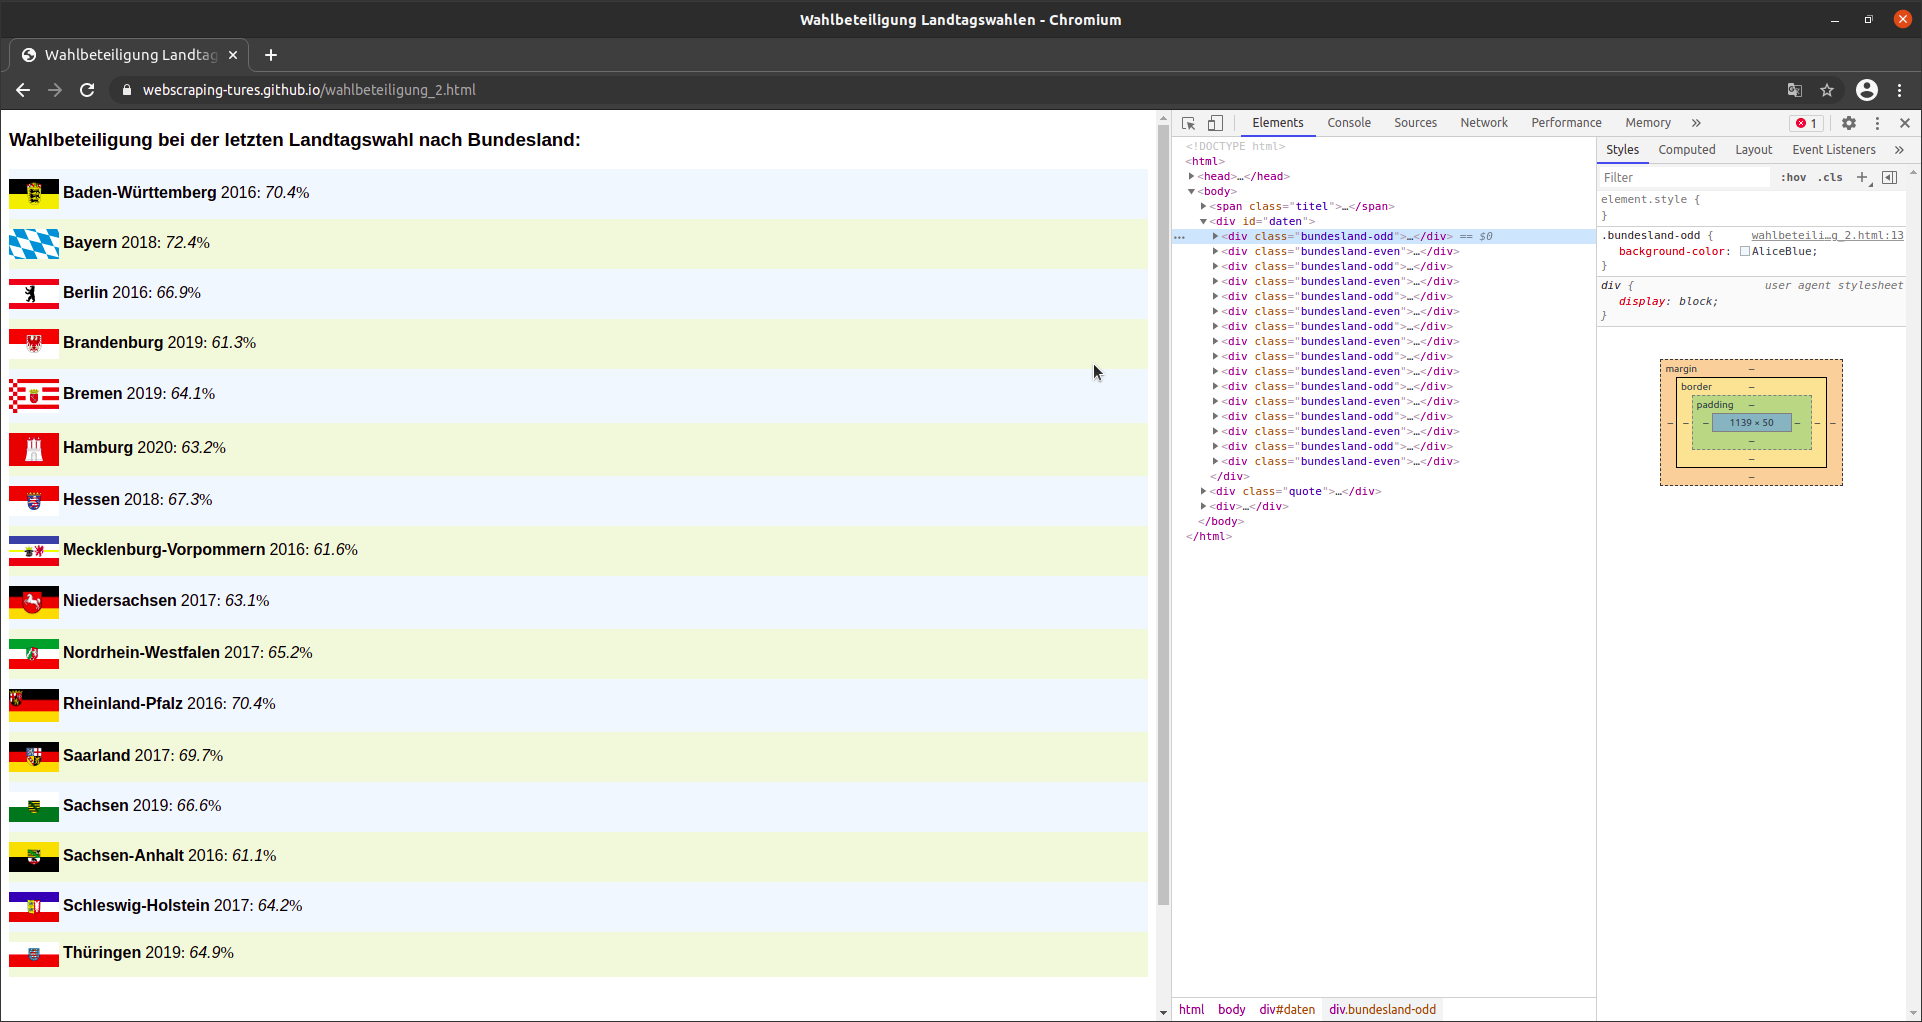 Wahlbeteiligung Landtagswahlen - Chromium
Wahlbeteiligung Landtag
webscraping-tures.github.io/wahlbeteiligung_2.html
Wahlbeteiligung bei der letzten Landtagswahl nach Bundesland:
Baden-Württemberg 2016: 70.4%
Bayern 2018: 72.4%
Berlin 2016: 66.9%
Brandenburg 2019: 61.3%
Bremen 2019: 64.1%
Hamburg 2020: 63.2%
Hessen 2018: 67.3%
Mecklenburg-Vorpommern 2016: 61.6%
Niedersachsen 2017: 63.1%
Nordrhein-Westfalen 2017: 65.2%
Rheinland-Pfalz 2016: 70.4%
Saarland 2017: 69.7%
Sachsen 2019: 66.6%
Sachsen-Anhalt 2016: 61.1%
Schleswig-Holstein 2017: 64.2%
Thüringen 2019: 64.9%
Elements Console Sources Network Performance Memory » 1
<!DOCTYPE html>
<html>
<head>…</head>
<body>
<span class="titel">…</span>
<div id="daten">
<div class="bundesland-odd">…</div> == $0
<div class="bundesland-even">…</div>
<div class="bundesland-odd">…</div>
<div class="bundesland-even">…</div>
<div class="bundesland-odd">…</div>
<div class="bundesland-even">…</div>
<div class="bundesland-odd">…</div>
<div class="bundesland-even">…</div>
<div class="bundesland-odd">…</div>
<div class="bundesland-even">…</div>
<div class="bundesland-odd">…</div>
<div class="bundesland-even">…</div>
<div class="bundesland-odd">…</div>
<div class="bundesland-even">…</div>
<div class="bundesland-odd">…</div>
<div class="bundesland-even">…</div>
</div>
<div class="quote">…</div>
<div>…</div>
</body>
</html>
html body div#daten div.bundesland-odd
Styles Computed Layout Event Listeners »
Filter :hov .cls +
element.style {
}
.bundesland-odd { wahlbeteili…g_2.html:13
background-color: AliceBlue;
}
div { user agent stylesheet
display: block;
}
margin –
border –
padding –
– – – 1139 × 50 – – –
–
–
–